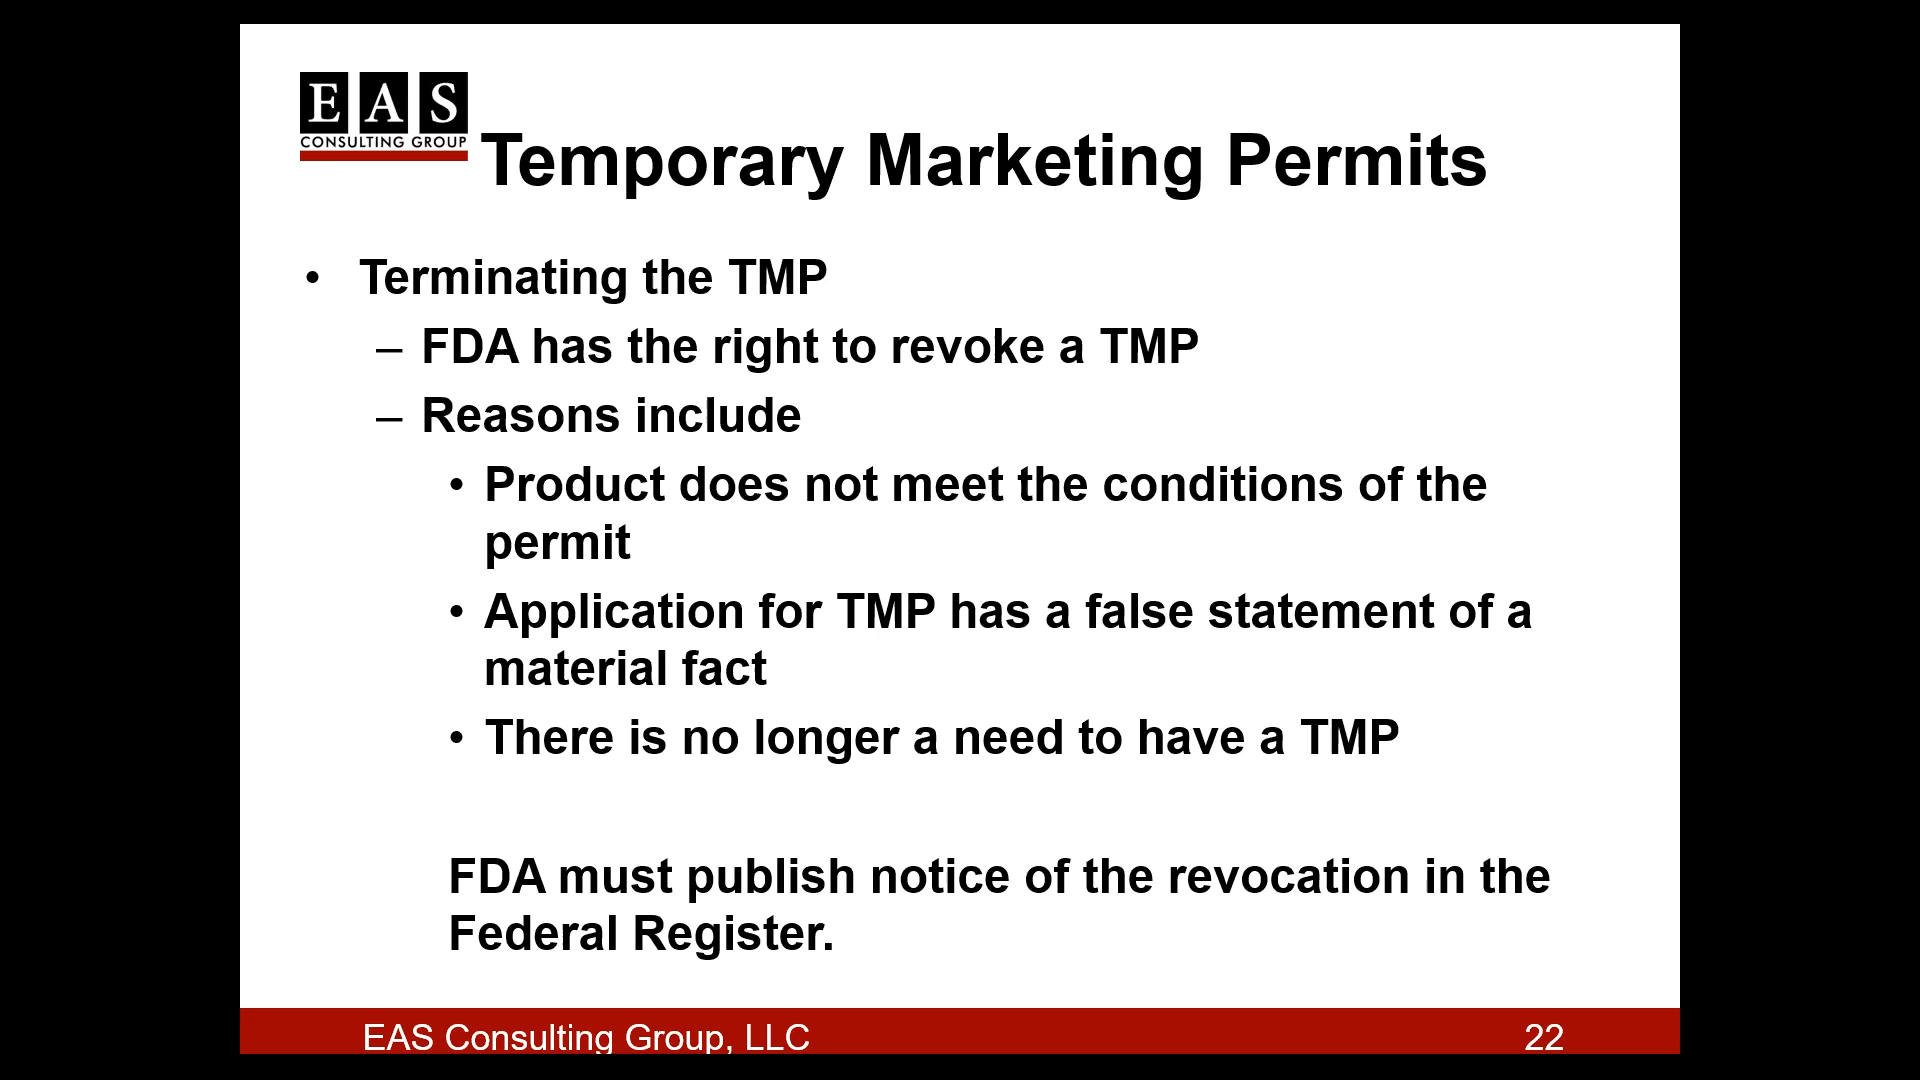 EAS
CONSULTING GROUP
Temporary Marketing Permits
• Terminating the TMP
– FDA has the right to revoke a TMP
– Reasons include
• Product does not meet the conditions of the
permit
• Application for TMP has a false statement of a
material fact
• There is no longer a need to have a TMP
FDA must publish notice of the revocation in the
Federal Register.
EAS Consulting Group, LLC
22